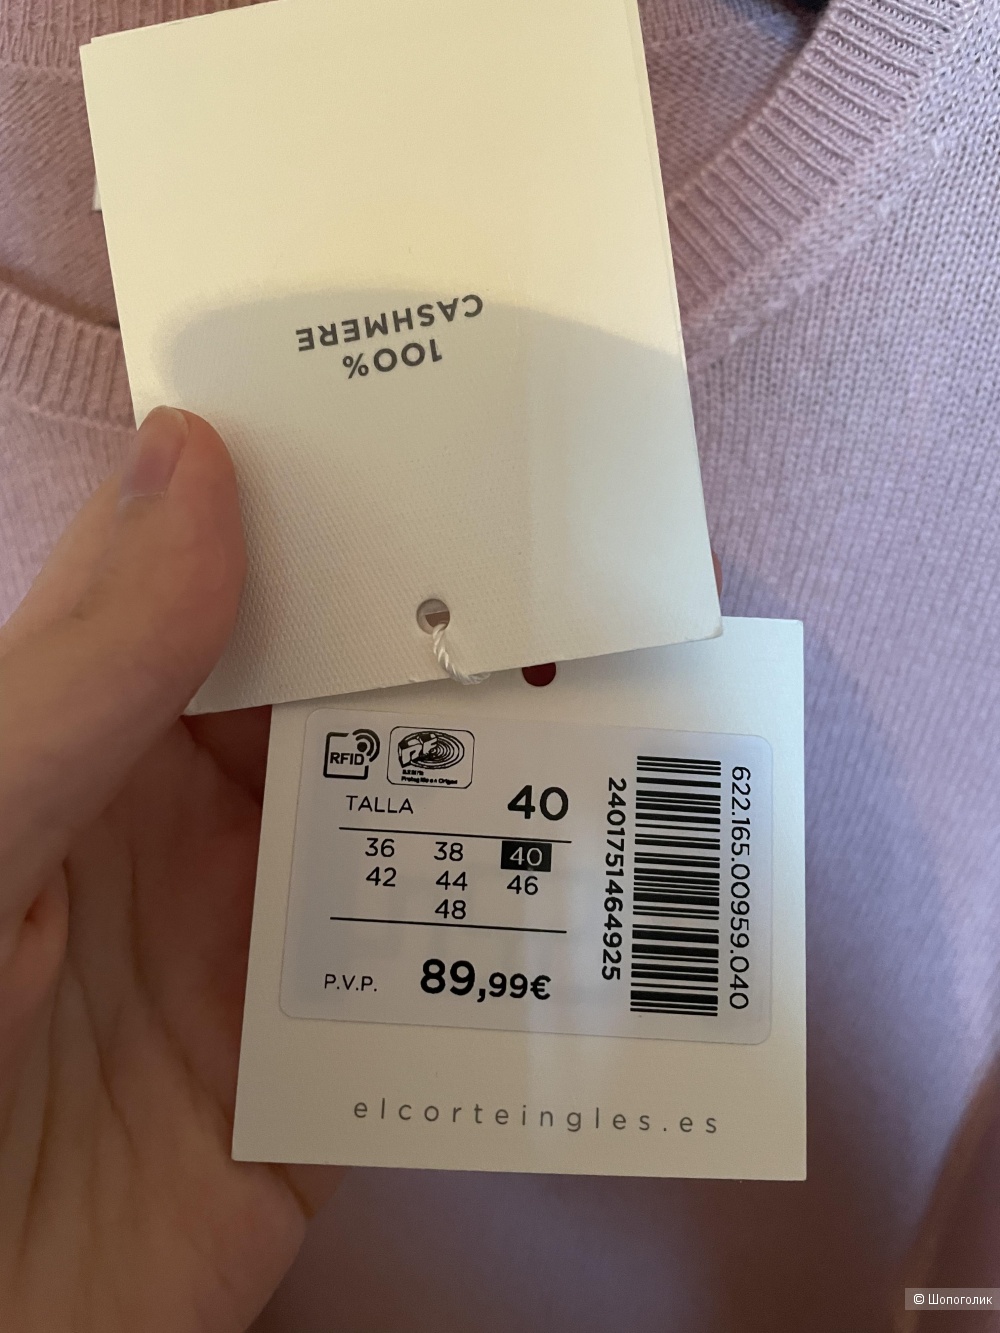 100%
CASHMERE
RFID
TALLA 40
36 38 40
42 44 46
48
P.V.P. 89,99€
2401751464925
622.165.00959.040
elcorteingles.es
© Шопоголик